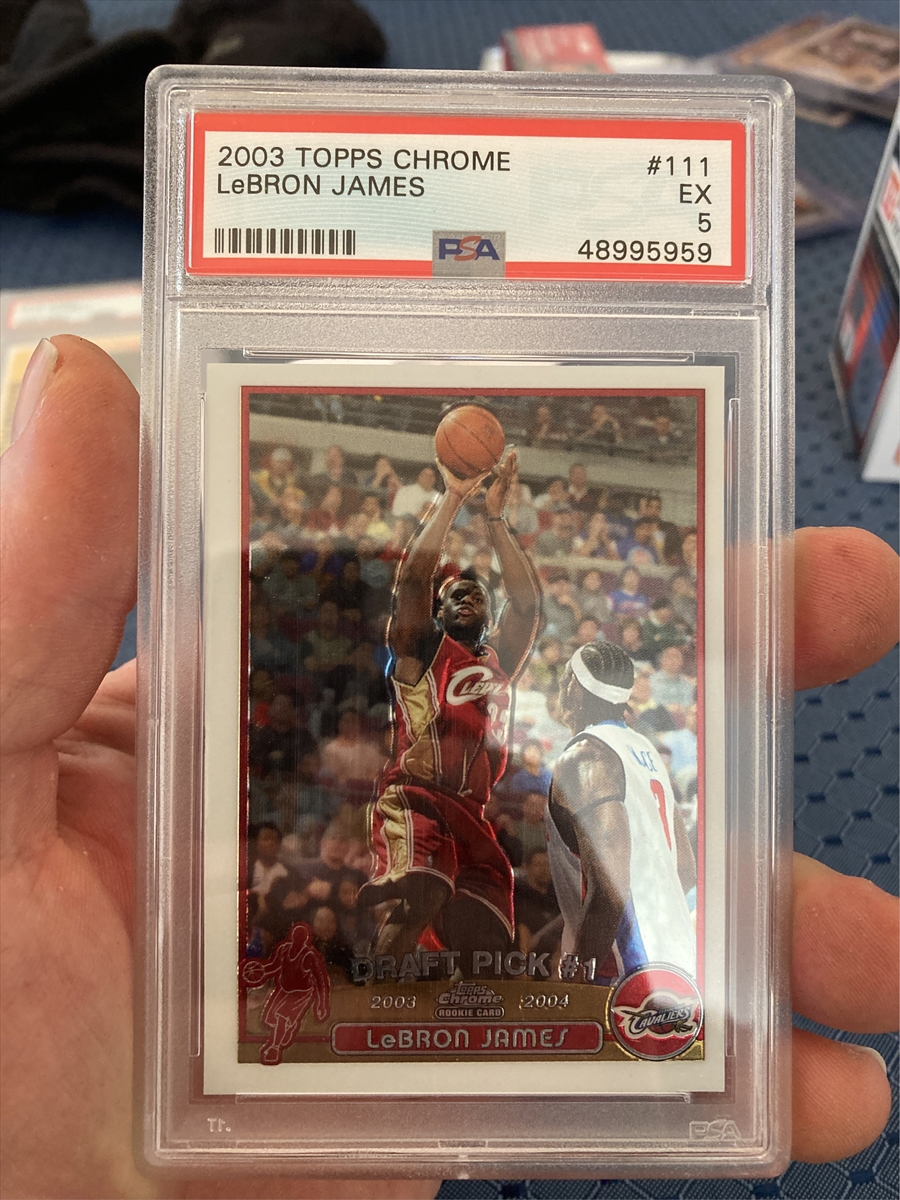 2003 TOPPS CHROME #111
LeBRON JAMES EX
5
PSA 48995959
DRAFT PICK #1
2003 Topps Chrome 2004
ROOKIE CARD
LeBRON JAMES
CAVALIERS
PSA